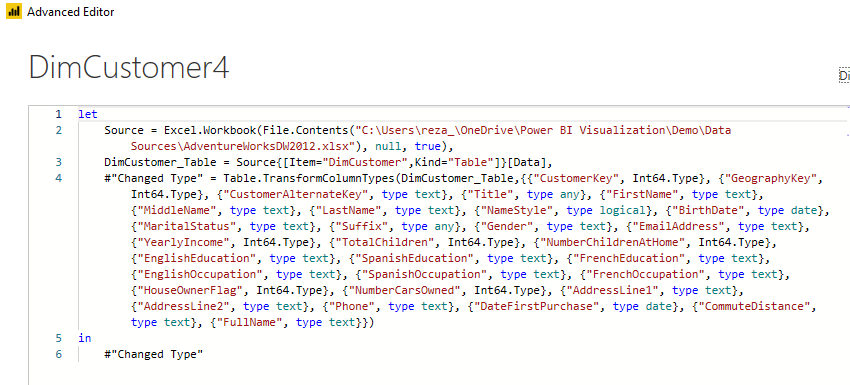 Advanced Editor
DimCustomer4
Di
1 let
2 Source = Excel.Workbook(File.Contents("C:\Users\reza_\OneDrive\Power BI Visualization\Demo\Data
Sources\AdventureWorksDW2012.xlsx"), null, true),
3 DimCustomer_Table = Source{[Item="DimCustomer",Kind="Table"]}[Data],
4 #"Changed Type" = Table.TransformColumnTypes(DimCustomer_Table,{{"CustomerKey", Int64.Type}, {"GeographyKey",
Int64.Type}, {"CustomerAlternateKey", type text}, {"Title", type any}, {"FirstName", type text},
{"MiddleName", type text}, {"LastName", type text}, {"NameStyle", type logical}, {"BirthDate", type date},
{"MaritalStatus", type text}, {"Suffix", type any}, {"Gender", type text}, {"EmailAddress", type text},
{"YearlyIncome", Int64.Type}, {"TotalChildren", Int64.Type}, {"NumberChildrenAtHome", Int64.Type},
{"EnglishEducation", type text}, {"SpanishEducation", type text}, {"FrenchEducation", type text},
{"EnglishOccupation", type text}, {"SpanishOccupation", type text}, {"FrenchOccupation", type text},
{"HouseOwnerFlag", Int64.Type}, {"NumberCarsOwned", Int64.Type}, {"AddressLine1", type text},
{"AddressLine2", type text}, {"Phone", type text}, {"DateFirstPurchase", type date}, {"CommuteDistance",
type text}, {"FullName", type text}})
5 in
6 #"Changed Type"